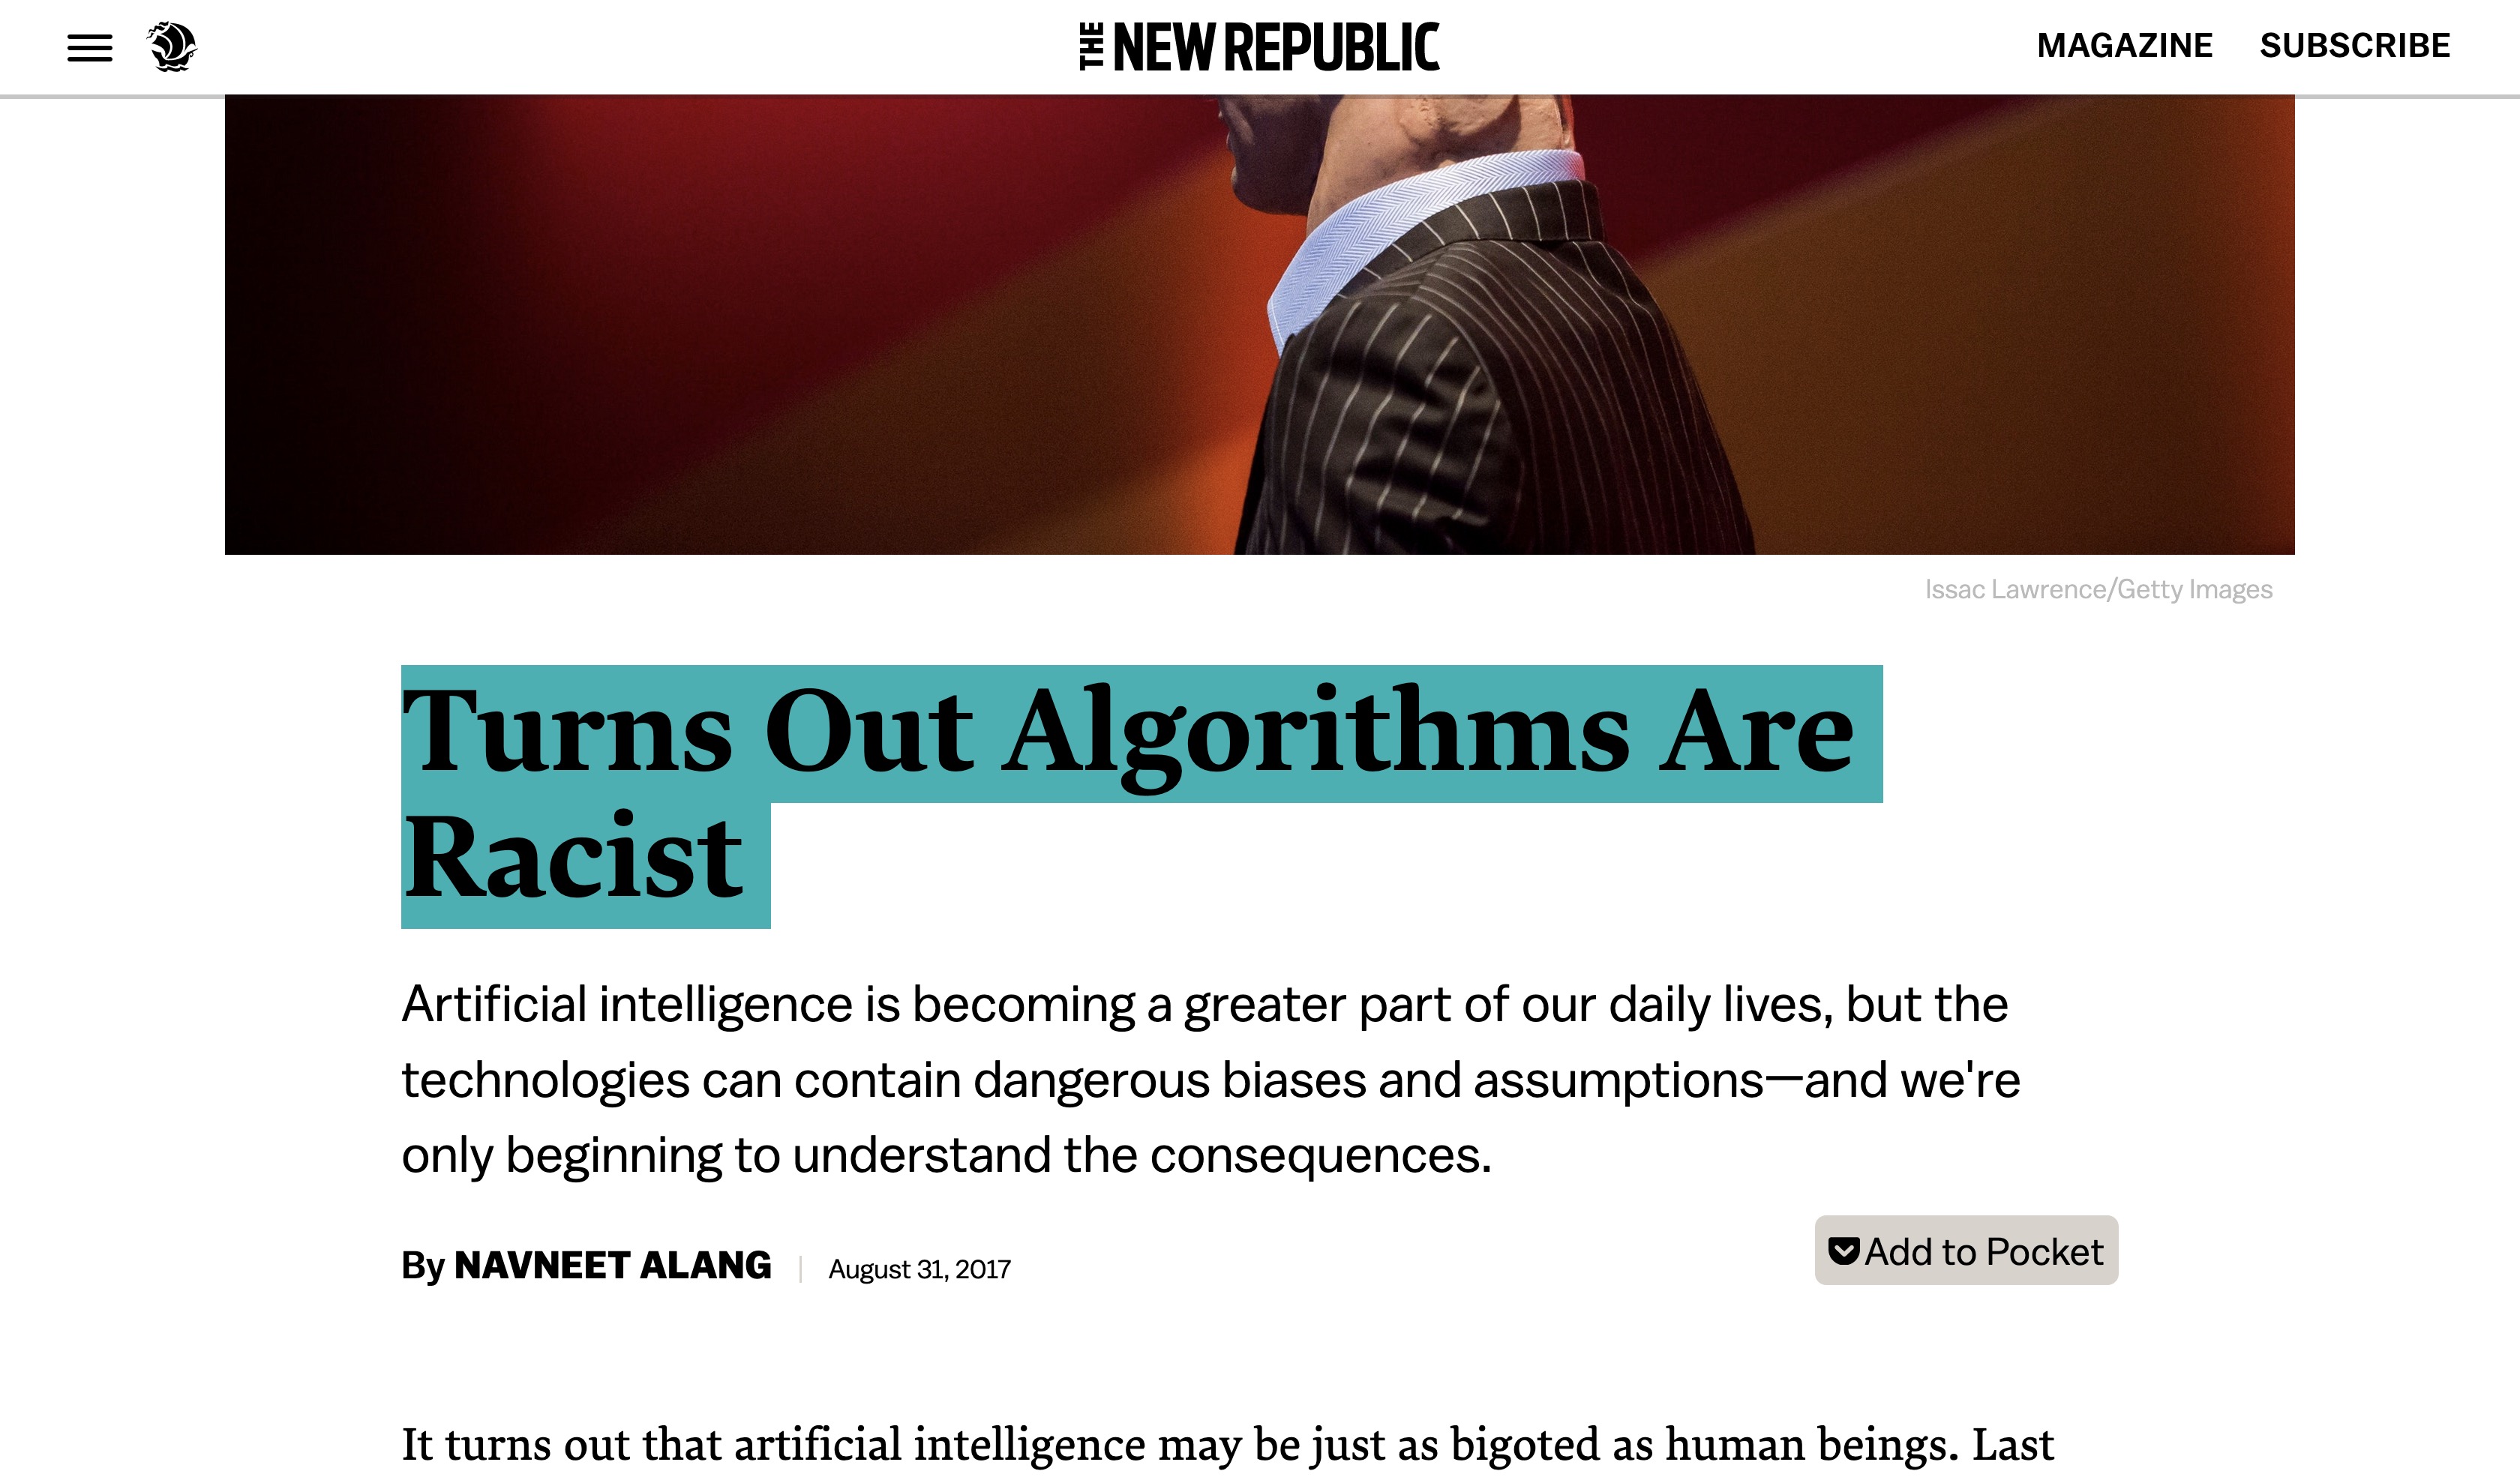 THE NEW REPUBLIC
MAGAZINE SUBSCRIBE
Issac Lawrence/Getty Images
Turns Out Algorithms Are
Racist
Artificial intelligence is becoming a greater part of our daily lives, but the
technologies can contain dangerous biases and assumptions—and we're
only beginning to understand the consequences.
By NAVNEET ALANG | August 31, 2017
Add to Pocket
It turns out that artificial intelligence may be just as bigoted as human beings. Last